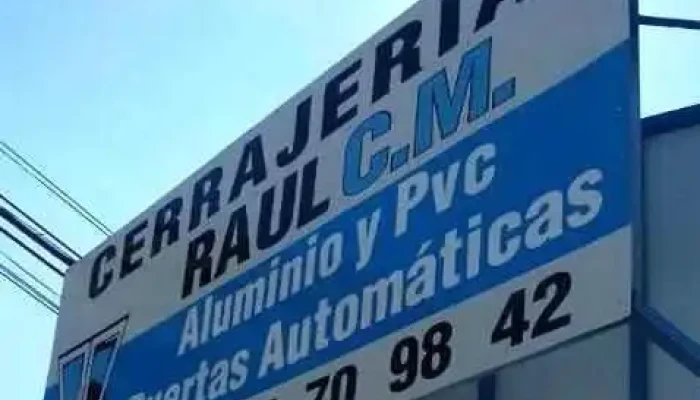 CERRAJERIA
RAUL C.M.
Aluminio y Pvc
Puertas Automáticas
70 98 42